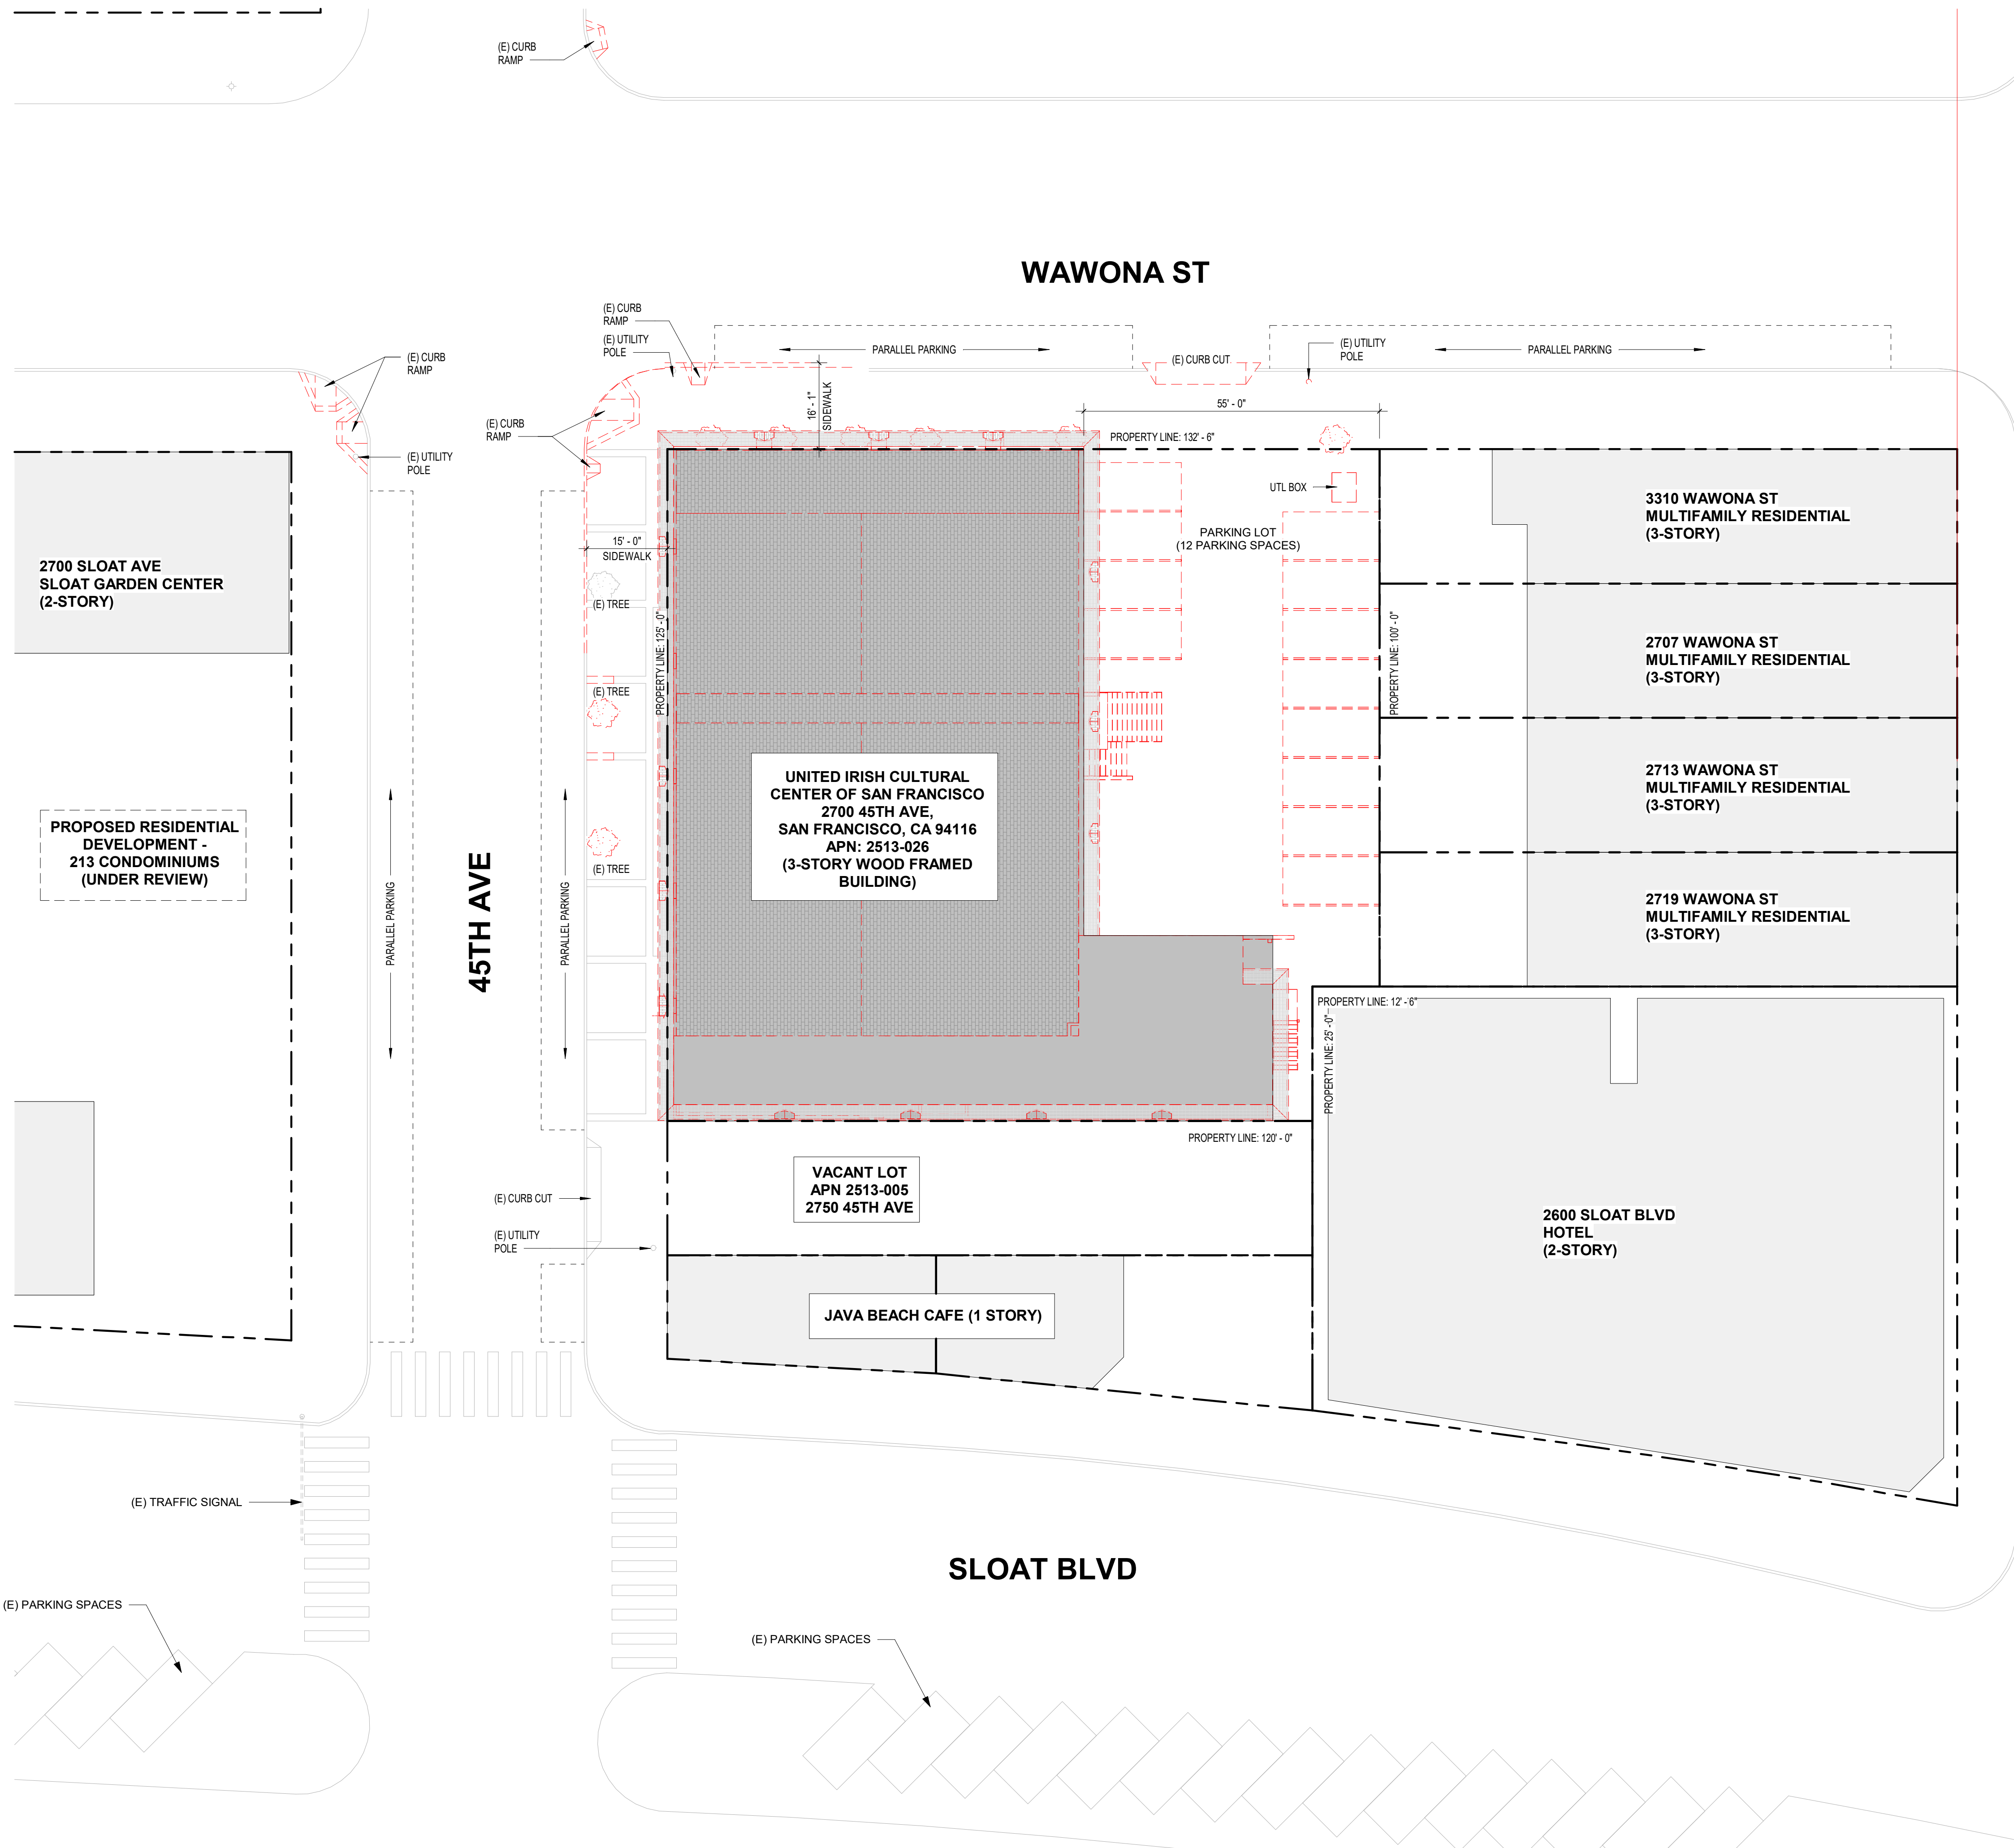 (E) CURB
RAMP
WAWONA ST
(E) CURB
RAMP
(E) UTILITY
POLE
PARALLEL PARKING
(E) CURB CUT
(E) UTILITY
POLE
PARALLEL PARKING
(E) CURB
RAMP
16' - 1"
SIDEWALK
55' - 0"
(E) CURB
RAMP
PROPERTY LINE: 132' - 6"
(E) UTILITY
POLE
UTL BOX
3310 WAWONA ST
MULTIFAMILY RESIDENTIAL
(3-STORY)
PARKING LOT
(12 PARKING SPACES)
15' - 0"
SIDEWALK
2700 SLOAT AVE
SLOAT GARDEN CENTER
(2-STORY)
(E) TREE
PROPERTY LINE: 125' - 0"
PROPERTY LINE: 100' - 0"
2707 WAWONA ST
MULTIFAMILY RESIDENTIAL
(3-STORY)
(E) TREE
UNITED IRISH CULTURAL
CENTER OF SAN FRANCISCO
2700 45TH AVE,
SAN FRANCISCO, CA 94116
APN: 2513-026
(3-STORY WOOD FRAMED
BUILDING)
2713 WAWONA ST
MULTIFAMILY RESIDENTIAL
(3-STORY)
PROPOSED RESIDENTIAL
DEVELOPMENT -
213 CONDOMINIUMS
(UNDER REVIEW)
(E) TREE
PARALLEL PARKING
45TH AVE
PARALLEL PARKING
2719 WAWONA ST
MULTIFAMILY RESIDENTIAL
(3-STORY)
PROPERTY LINE: 12' - 6"
PROPERTY LINE: 25' - 0"
PROPERTY LINE: 120' - 0"
VACANT LOT
APN 2513-005
2750 45TH AVE
(E) CURB CUT
(E) UTILITY
POLE
2600 SLOAT BLVD
HOTEL
(2-STORY)
JAVA BEACH CAFE (1 STORY)
(E) TRAFFIC SIGNAL
SLOAT BLVD
(E) PARKING SPACES
(E) PARKING SPACES